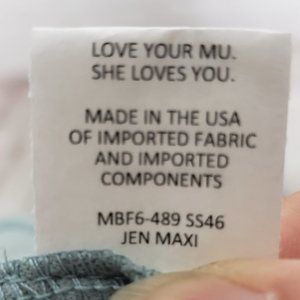 LOVE YOUR MU.
SHE LOVES YOU.
MADE IN THE USA
OF IMPORTED FABRIC
AND IMPORTED
COMPONENTS
MBF6-489 SS46
JEN MAXI